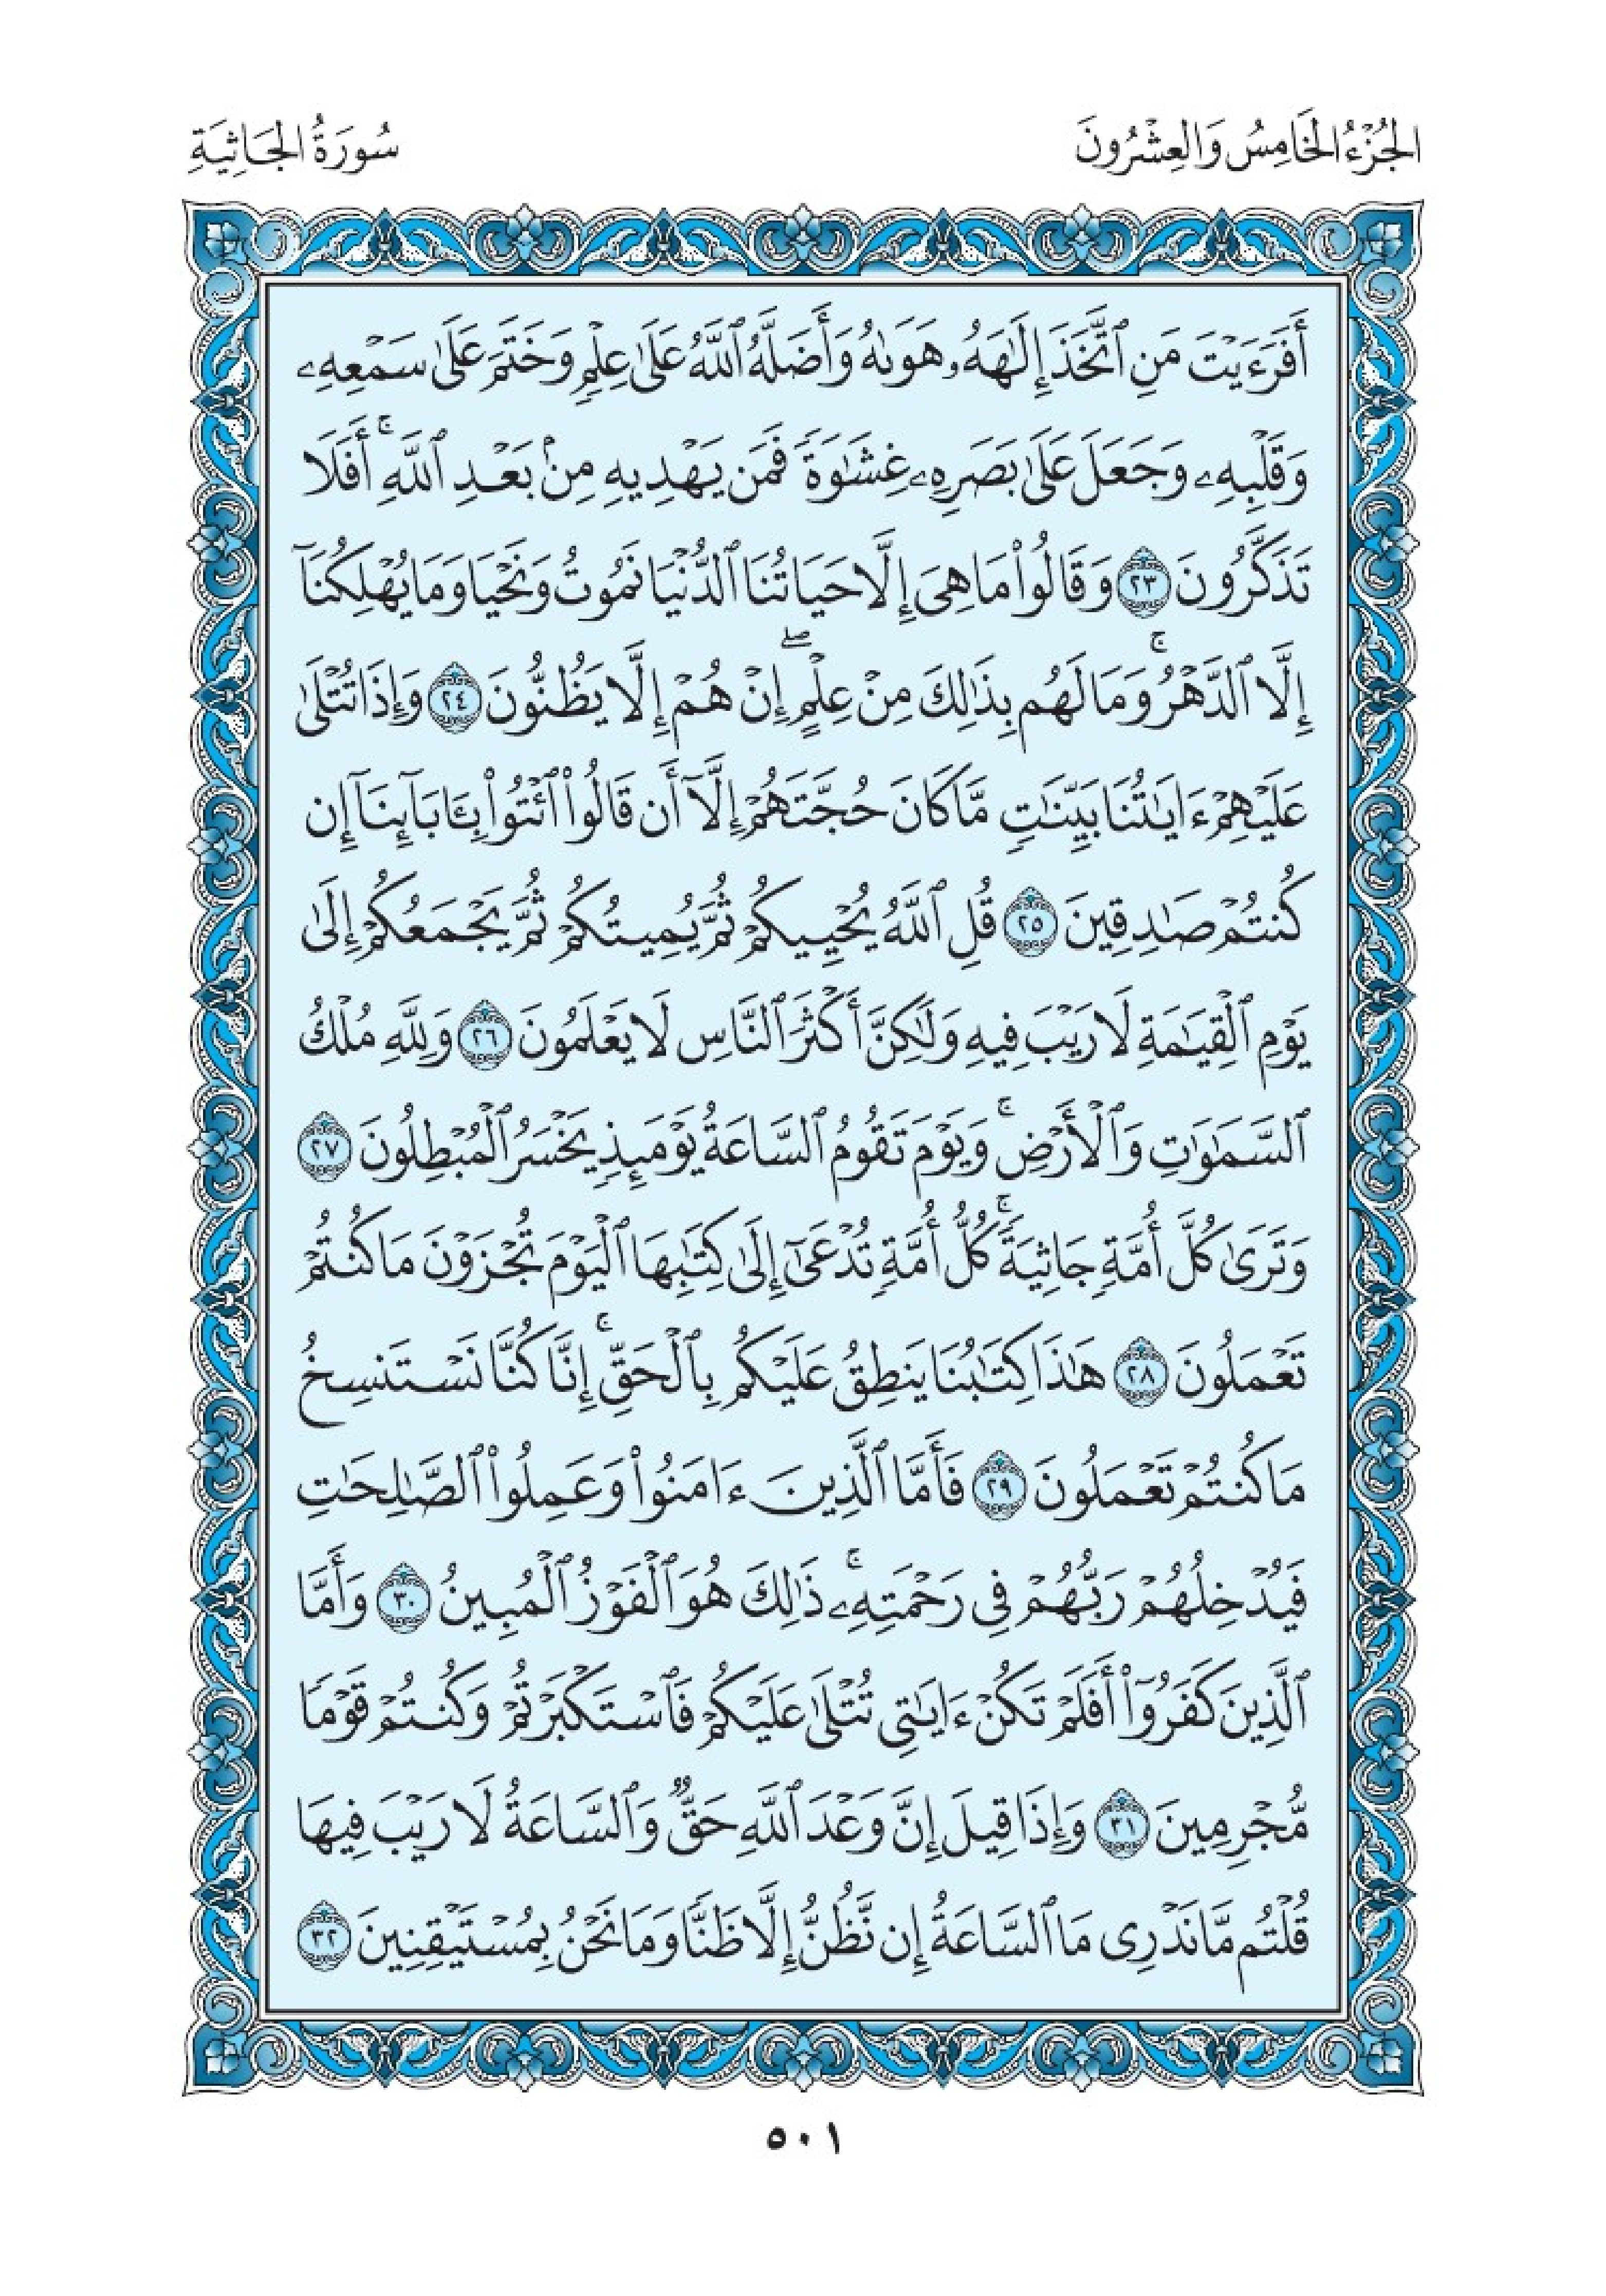 الجُزْءُ الخَامِسُ وَالعِشْرُونَ
سُورَةُ الجَاثِيَةِ
أَفَرَءَيْتَ مَنِ ٱتَّخَذَ إِلَٰهَهُۥ هَوَىٰهُ وَأَضَلَّهُ ٱللَّهُ عَلَىٰ عِلْمٍ وَخَتَمَ عَلَىٰ سَمْعِهِۦ
وَقَلْبِهِۦ وَجَعَلَ عَلَىٰ بَصَرِهِۦ غِشَٰوَةً فَمَن يَهْدِيهِ مِنۢ بَعْدِ ٱللَّهِۚ أَفَلَا
تَذَكَّرُونَ ٢٣ وَقَالُوا۟ مَا هِىَ إِلَّا حَيَاتُنَا ٱلدُّنْيَا نَمُوتُ وَنَحْيَا وَمَا يُهْلِكُنَآ
إِلَّا ٱلدَّهْرُۚ وَمَا لَهُم بِذَٰلِكَ مِنْ عِلْمٍۖ إِنْ هُمْ إِلَّا يَظُنُّونَ ٢٤ وَإِذَا تُتْلَىٰ
عَلَيْهِمْ ءَايَٰتُنَا بَيِّنَٰتٍ مَّا كَانَ حُجَّتَهُمْ إِلَّآ أَن قَالُوا۟ ٱئْتُوا۟ بِـَٔابَآئِنَآ إِن
كُنتُمْ صَٰدِقِينَ ٢٥ قُلِ ٱللَّهُ يُحْيِيكُمْ ثُمَّ يُمِيتُكُمْ ثُمَّ يَجْمَعُكُمْ إِلَىٰ
يَوْمِ ٱلْقِيَٰمَةِ لَا رَيْبَ فِيهِ وَلَٰكِنَّ أَكْثَرَ ٱلنَّاسِ لَا يَعْلَمُونَ ٢٦ وَلِلَّهِ مُلْكُ
ٱلسَّمَٰوَٰتِ وَٱلْأَرْضِۚ وَيَوْمَ تَقُومُ ٱلسَّاعَةُ يَوْمَئِذٍ يَخْسَرُ ٱلْمُبْطِلُونَ ٢٧
وَتَرَىٰ كُلَّ أُمَّةٍ جَاثِيَةًۚ كُلُّ أُمَّةٍ تُدْعَىٰٓ إِلَىٰ كِتَٰبِهَا ٱلْيَوْمَ تُجْزَوْنَ مَا كُنتُمْ
تَعْمَلُونَ ٢٨ هَٰذَا كِتَٰبُنَا يَنطِقُ عَلَيْكُم بِٱلْحَقِّۚ إِنَّا كُنَّا نَسْتَنسِخُ
مَا كُنتُمْ تَعْمَلُونَ ٢٩ فَأَمَّا ٱلَّذِينَ ءَامَنُوا۟ وَعَمِلُوا۟ ٱلصَّٰلِحَٰتِ
فَيُدْخِلُهُمْ رَبُّهُمْ فِى رَحْمَتِهِۦۚ ذَٰلِكَ هُوَ ٱلْفَوْزُ ٱلْمُبِينُ ٣٠ وَأَمَّا
ٱلَّذِينَ كَفَرُوٓا۟ أَفَلَمْ تَكُنْ ءَايَٰتِى تُتْلَىٰ عَلَيْكُمْ فَٱسْتَكْبَرْتُمْ وَكُنتُمْ قَوْمًا
مُّجْرِمِينَ ٣١ وَإِذَا قِيلَ إِنَّ وَعْدَ ٱللَّهِ حَقٌّ وَٱلسَّاعَةُ لَا رَيْبَ فِيهَا
قُلْتُم مَّا نَدْرِى مَا ٱلسَّاعَةُ إِن نَّظُنُّ إِلَّا ظَنًّا وَمَا نَحْنُ بِمُسْتَيْقِنِينَ ٣٢
٥٠١